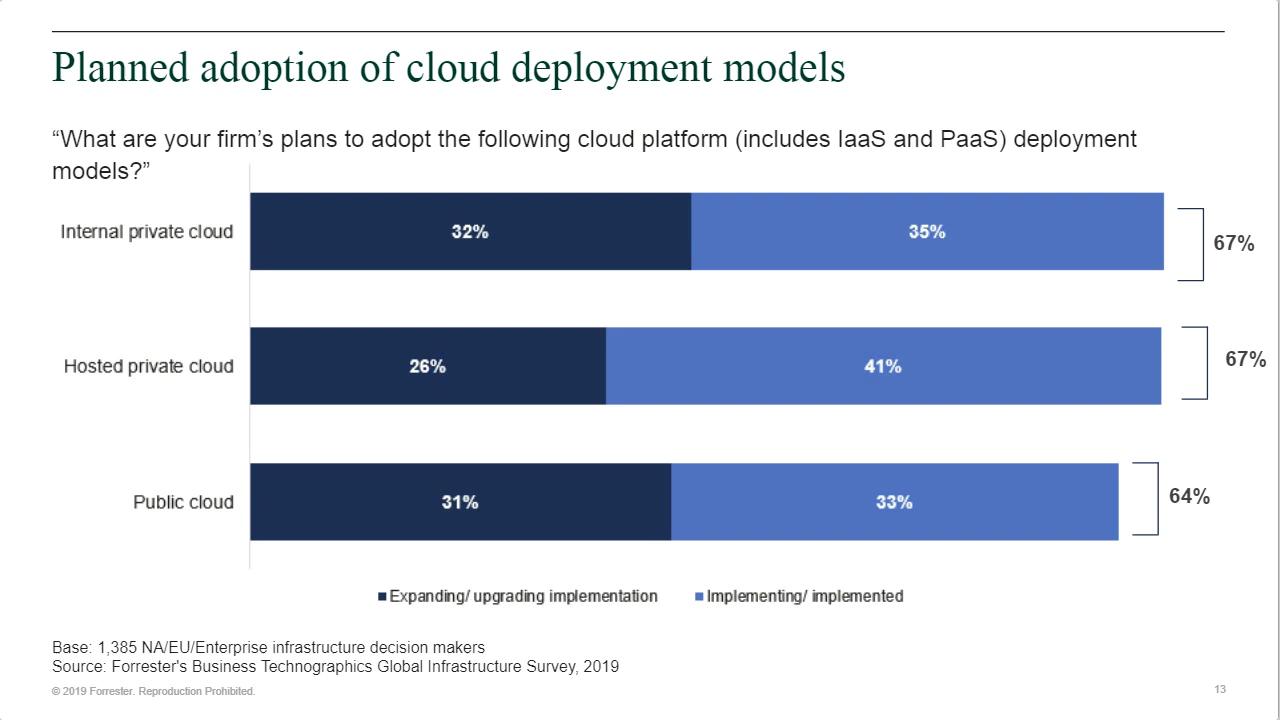 Planned adoption of cloud deployment models
“What are your firm’s plans to adopt the following cloud platform (includes IaaS and PaaS) deployment
models?”
Internal private cloud 32% 35% 67%
Hosted private cloud 26% 41% 67%
Public cloud 31% 33% 64%
Expanding/ upgrading implementation Implementing/ implemented
Base: 1,385 NA/EU/Enterprise infrastructure decision makers
Source: Forrester's Business Technographics Global Infrastructure Survey, 2019
© 2019 Forrester. Reproduction Prohibited. 13